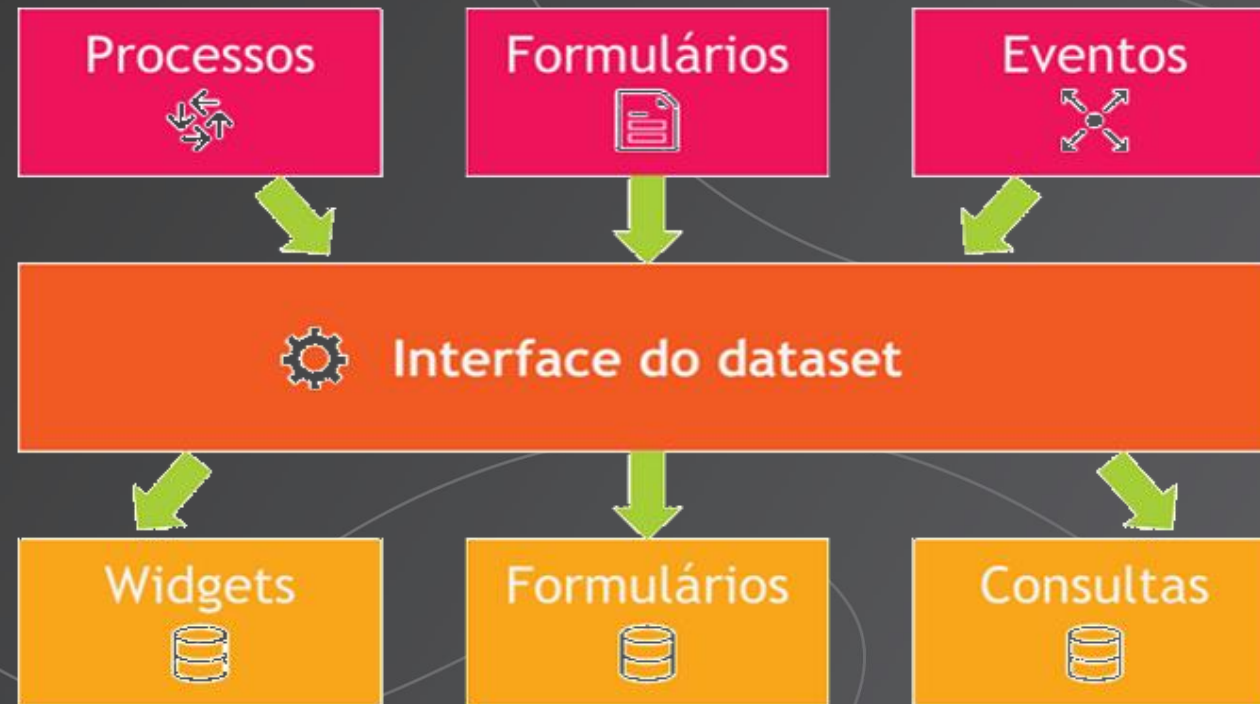 Processos
Formulários
Eventos
Interface do dataset
Widgets
Formulários
Consultas